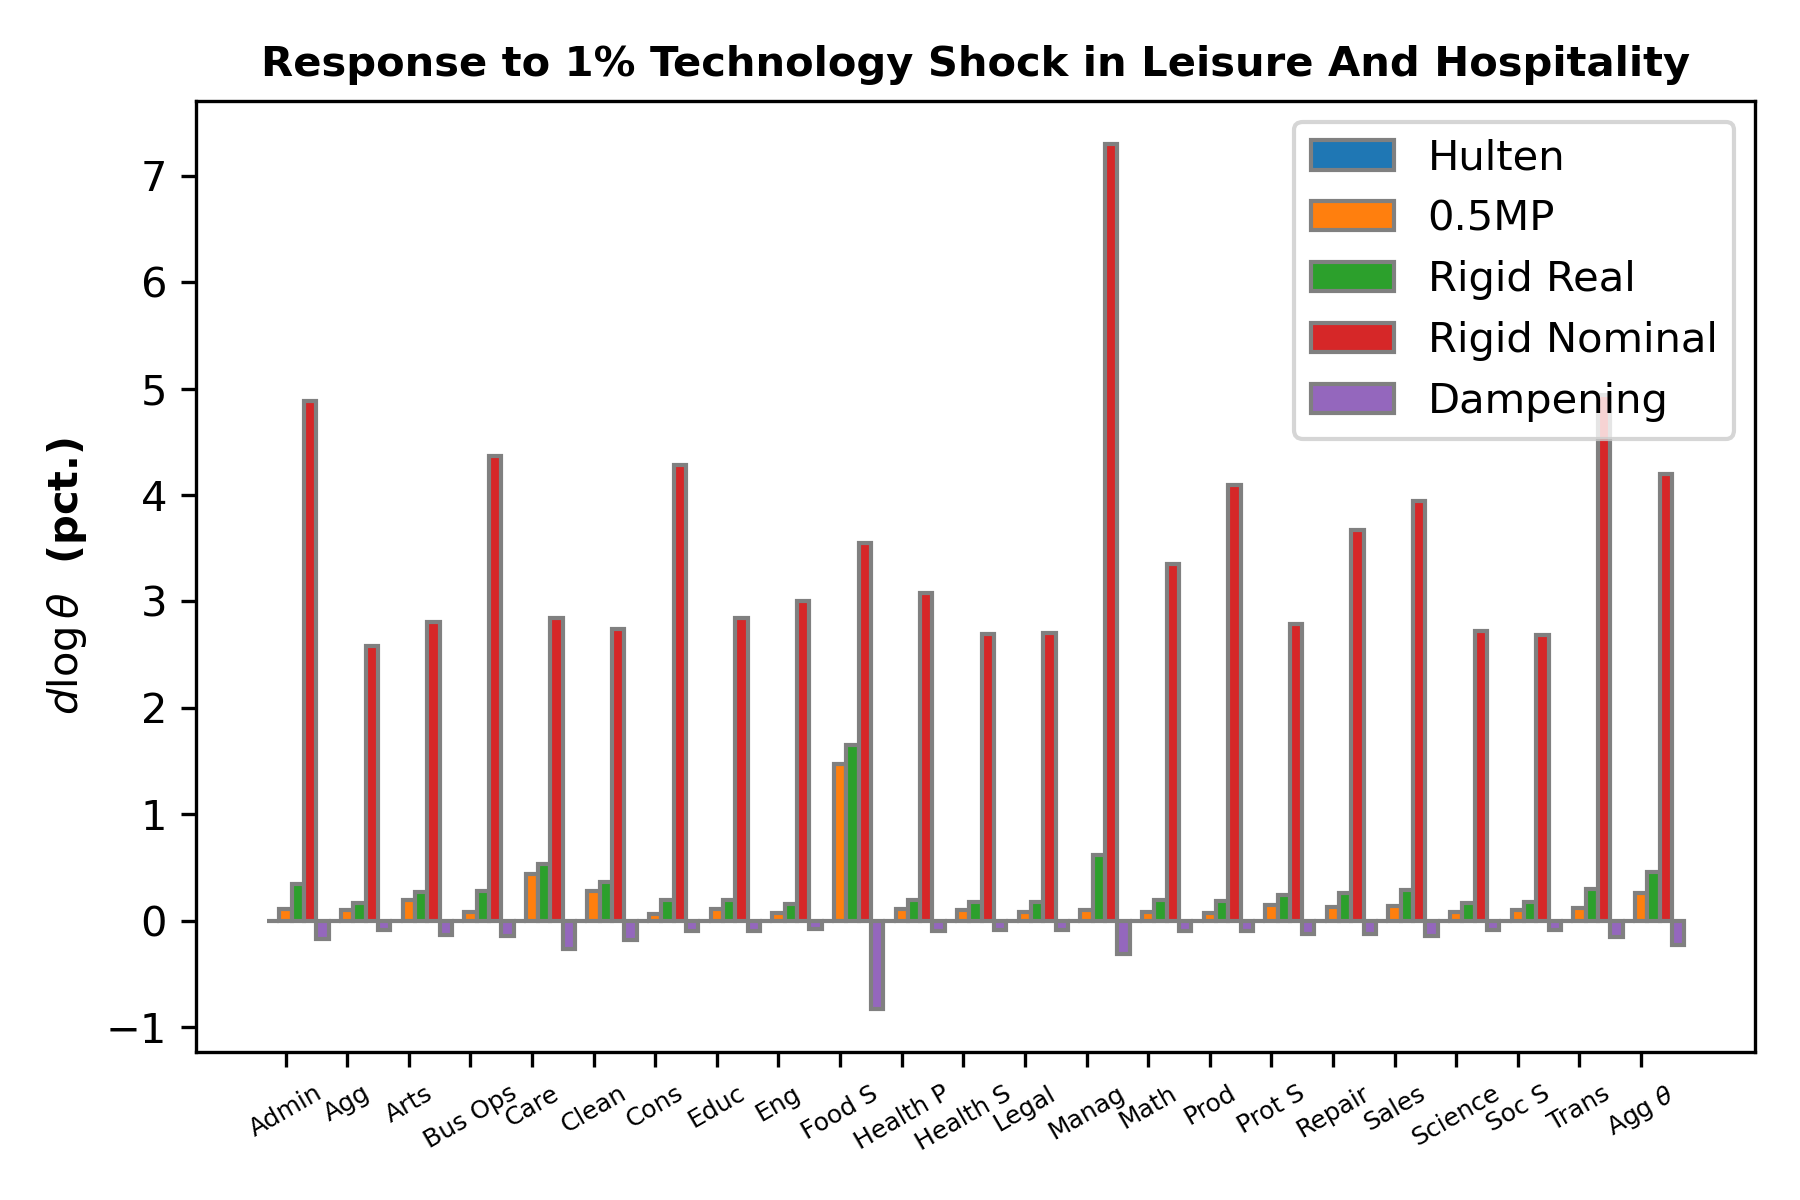 Response to 1% Technology Shock in Leisure And Hospitality
Hulten
0.5MP
Rigid Real
Rigid Nominal
Dampening
7
6
5
4
3
2
1
0
−1
dlog θ (pct.)
Admin
Agg
Arts
Bus Ops
Care
Clean
Cons
Educ
Eng
Food S
Health P
Health S
Legal
Manag
Math
Prod
Prot S
Repair
Sales
Science
Soc S
Trans
Agg θ